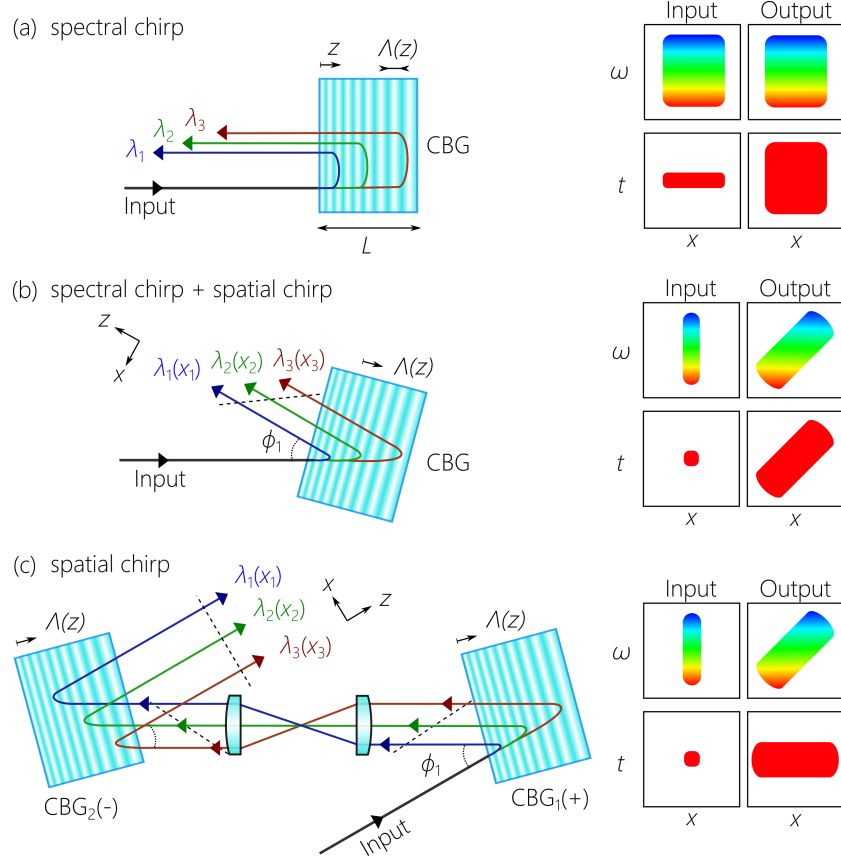 (a) spectral chirp
z Λ(z)
λ3
λ2
λ1
CBG
Input
L
Input Output
ω
t
x x
(b) spectral chirp + spatial chirp
z
x
λ1(x1) λ2(x2) λ3(x3) Λ(z)
ϕ1
CBG
Input
Input Output
ω
t
x x
(c) spatial chirp
λ1(x1)
λ2(x2)
λ3(x3)
x
z
Λ(z)
Λ(z)
ϕ1
CBG2(-)
CBG1(+)
Input
Input Output
ω
t
x x